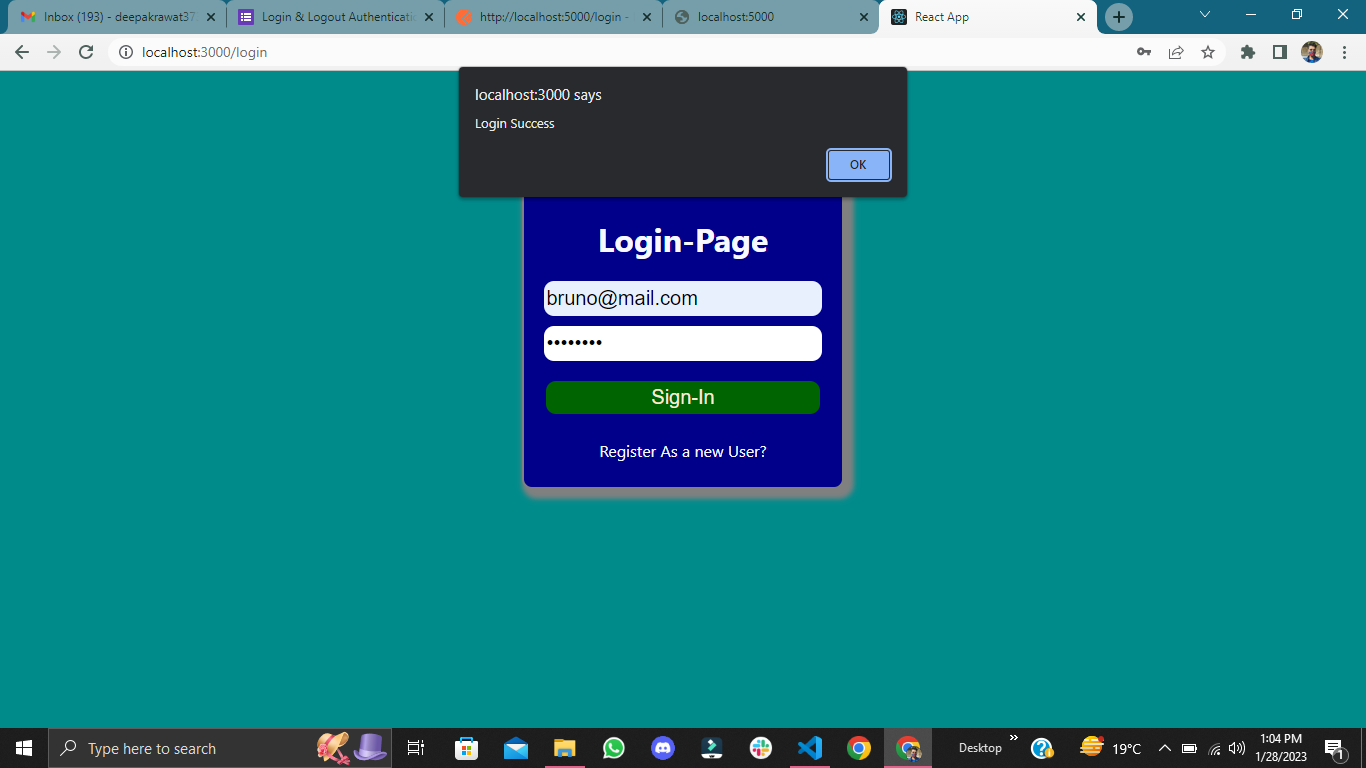 Inbox (193) - deepakrawat37
Login & Logout Authenticati
http://localhost:5000/login -
localhost:5000
React App
localhost:3000/login
localhost:3000 says
Login Success
OK
Login-Page
bruno@mail.com
••••••••
Sign-In
Register As a new User?
Type here to search
Desktop
»
19°C
1:04 PM
1/28/2023
1